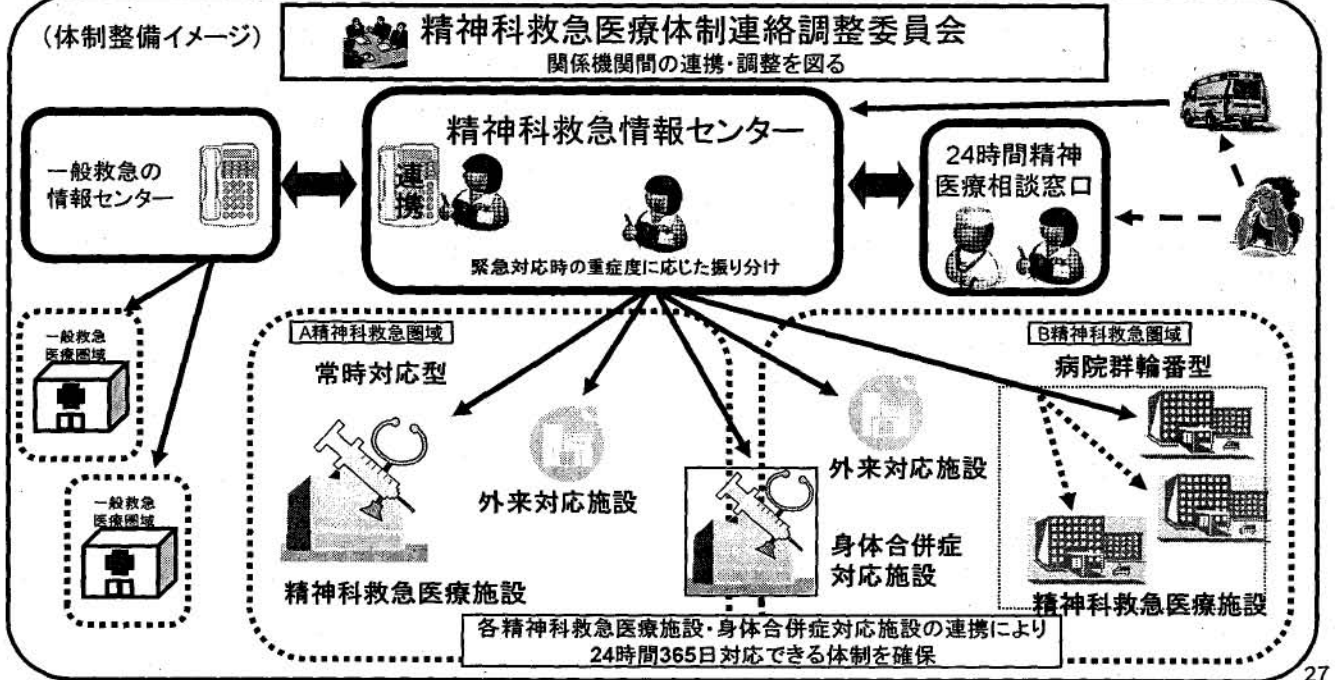 (体制整備イメージ)
精神科救急医療体制連絡調整委員会
関係機関間の連携・調整を図る
一般救急の
情報センター
精神科救急情報センター
連
携
緊急対応時の重症度に応じた振り分け
24時間精神
医療相談窓口
一般救急
医療圏域
一般救急
医療圏域
A精神科救急圏域
常時対応型
外来対応施設
精神科救急医療施設
身体合併症
対応施設
B精神科救急圏域
病院群輪番型
外来対応施設
精神科救急医療施設
各精神科救急医療施設・身体合併症対応施設の連携により
24時間365日対応できる体制を確保
27